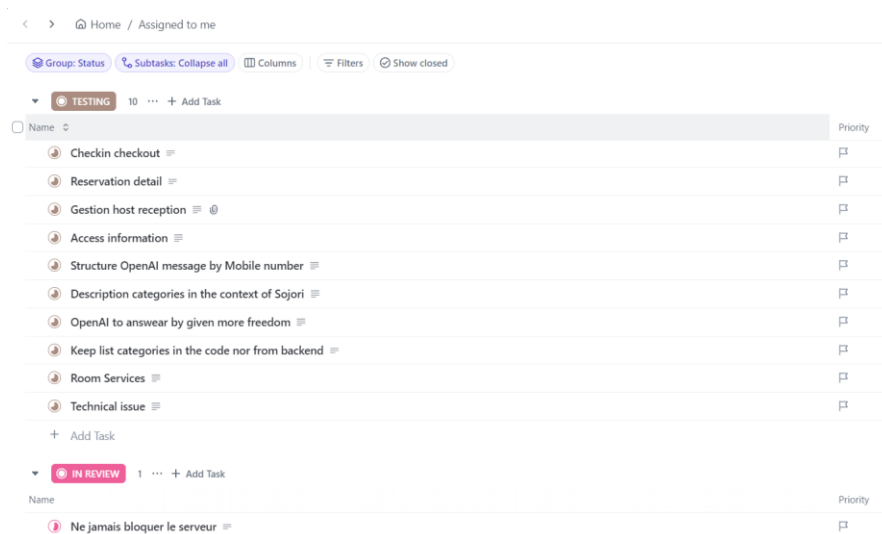 Home / Assigned to me
Group: Status Subtasks: Collapse all Columns Filters Show closed
TESTING 10 ... + Add Task
Name Priority
Checkin checkout
Reservation detail
Gestion host reception
Access information
Structure OpenAI message by Mobile number
Description categories in the context of Sojori
OpenAI to answear by given more freedom
Keep list categories in the code nor from backend
Room Services
Technical issue
+ Add Task
IN REVIEW 1 ... + Add Task
Name Priority
Ne jamais bloquer le serveur